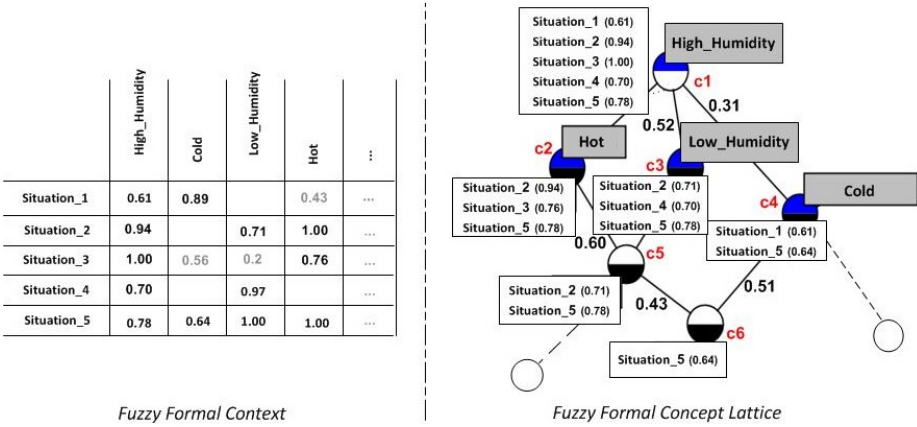 High_Humidity Cold Low_Humidity Hot ...
Situation_1 0.61 0.89 0.43 ...
Situation_2 0.94 0.71 1.00 ...
Situation_3 1.00 0.56 0.2 0.76 ...
Situation_4 0.70 0.97 ...
Situation_5 0.78 0.64 1.00 1.00 ...
Fuzzy Formal Context
Situation_1 (0.61)
Situation_2 (0.94)
Situation_3 (1.00)
Situation_4 (0.70)
Situation_5 (0.78)
High_Humidity
c1
0.52
0.31
c2
Hot
c3
Low_Humidity
c4
Cold
Situation_2 (0.94)
Situation_3 (0.76)
Situation_5 (0.78)
Situation_2 (0.71)
Situation_4 (0.70)
Situation_5 (0.78)
Situation_1 (0.61)
Situation_5 (0.64)
0.60
c5
Situation_2 (0.71)
Situation_5 (0.78)
0.43
0.51
c6
Situation_5 (0.64)
Fuzzy Formal Concept Lattice